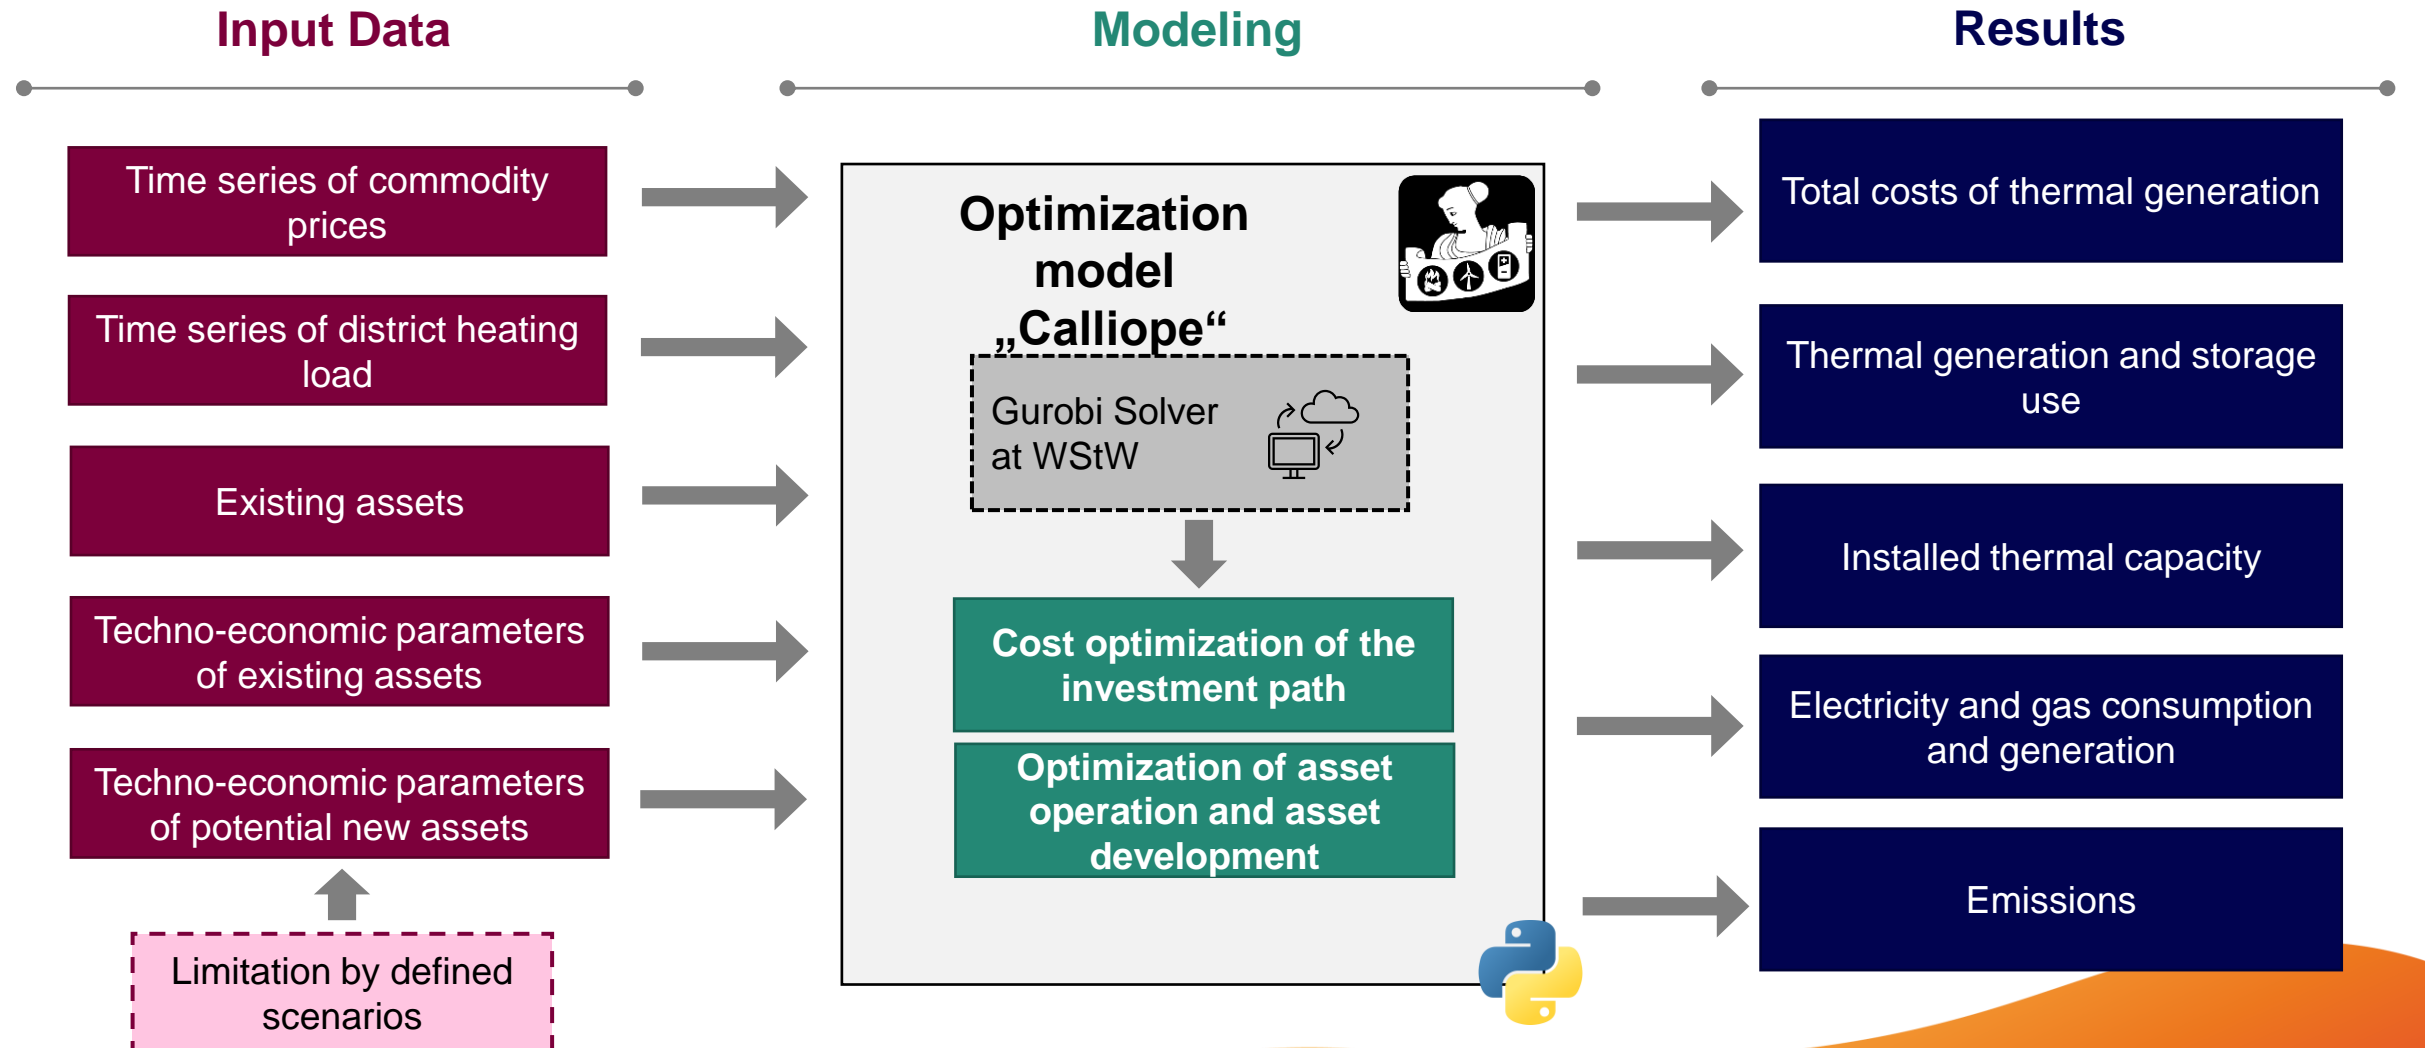 Input Data
Time series of commodity
prices
Time series of district heating
load
Existing assets
Techno-economic parameters
of existing assets
Techno-economic parameters
of potential new assets
Limitation by defined
scenarios
Modeling
Optimization
model
„Calliope“
Gurobi Solver
at WStW
Cost optimization of the
investment path
Optimization of asset
operation and asset
development
Results
Total costs of thermal generation
Thermal generation and storage
use
Installed thermal capacity
Electricity and gas consumption
and generation
Emissions